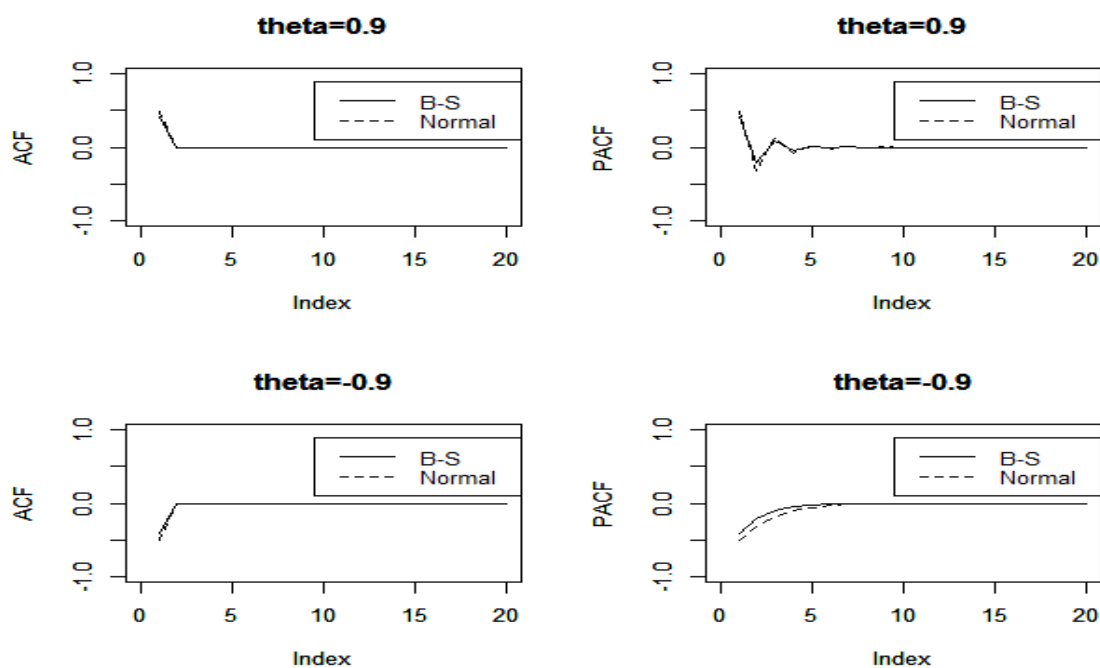 theta=0.9
ACF
1.0
0.0
-1.0
B-S
Normal
0 5 10 15 20
Index
theta=0.9
PACF
1.0
0.0
-1.0
B-S
Normal
0 5 10 15 20
Index
theta=-0.9
ACF
1.0
0.0
-1.0
B-S
Normal
0 5 10 15 20
Index
theta=-0.9
PACF
1.0
0.0
-1.0
B-S
Normal
0 5 10 15 20
Index